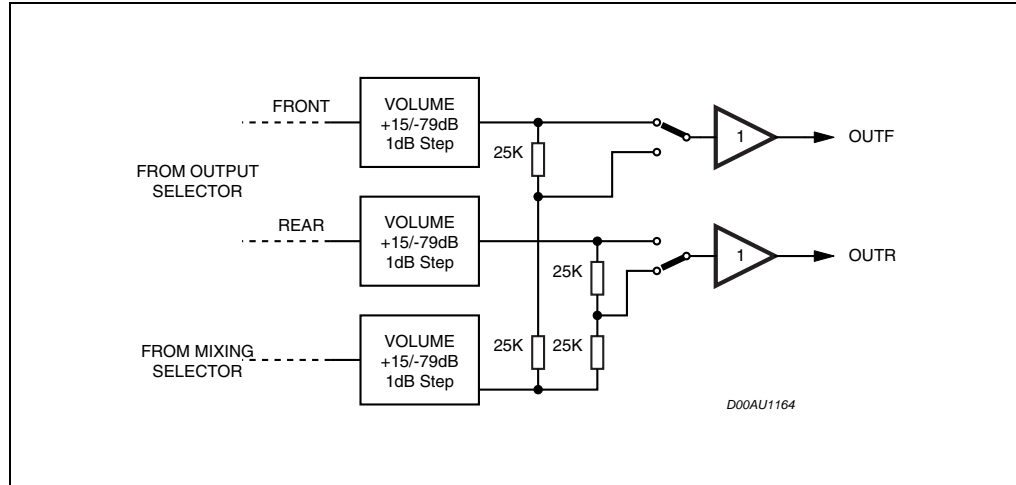 FRONT
VOLUME
+15/-79dB
1dB Step
25K
1
OUTF
FROM OUTPUT
SELECTOR
REAR
VOLUME
+15/-79dB
1dB Step
25K
1
OUTR
FROM MIXING
SELECTOR
VOLUME
+15/-79dB
1dB Step
25K
25K
D00AU1164